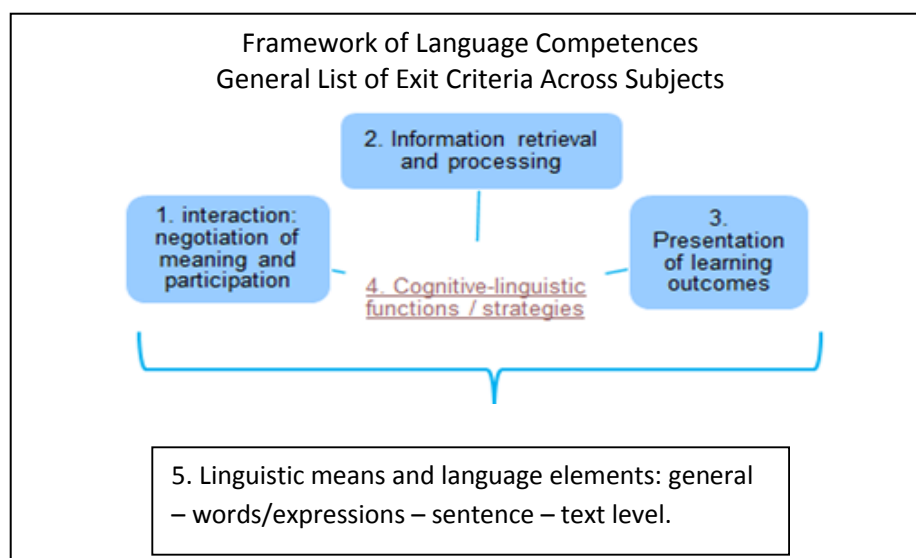 Framework of Language Competences
General List of Exit Criteria Across Subjects
2. Information retrieval
and processing
1. interaction:
negotiation of
meaning and
participation
3.
Presentation
of learning
outcomes
4. Cognitive-linguistic
functions / strategies
5. Linguistic means and language elements: general
– words/expressions – sentence – text level.